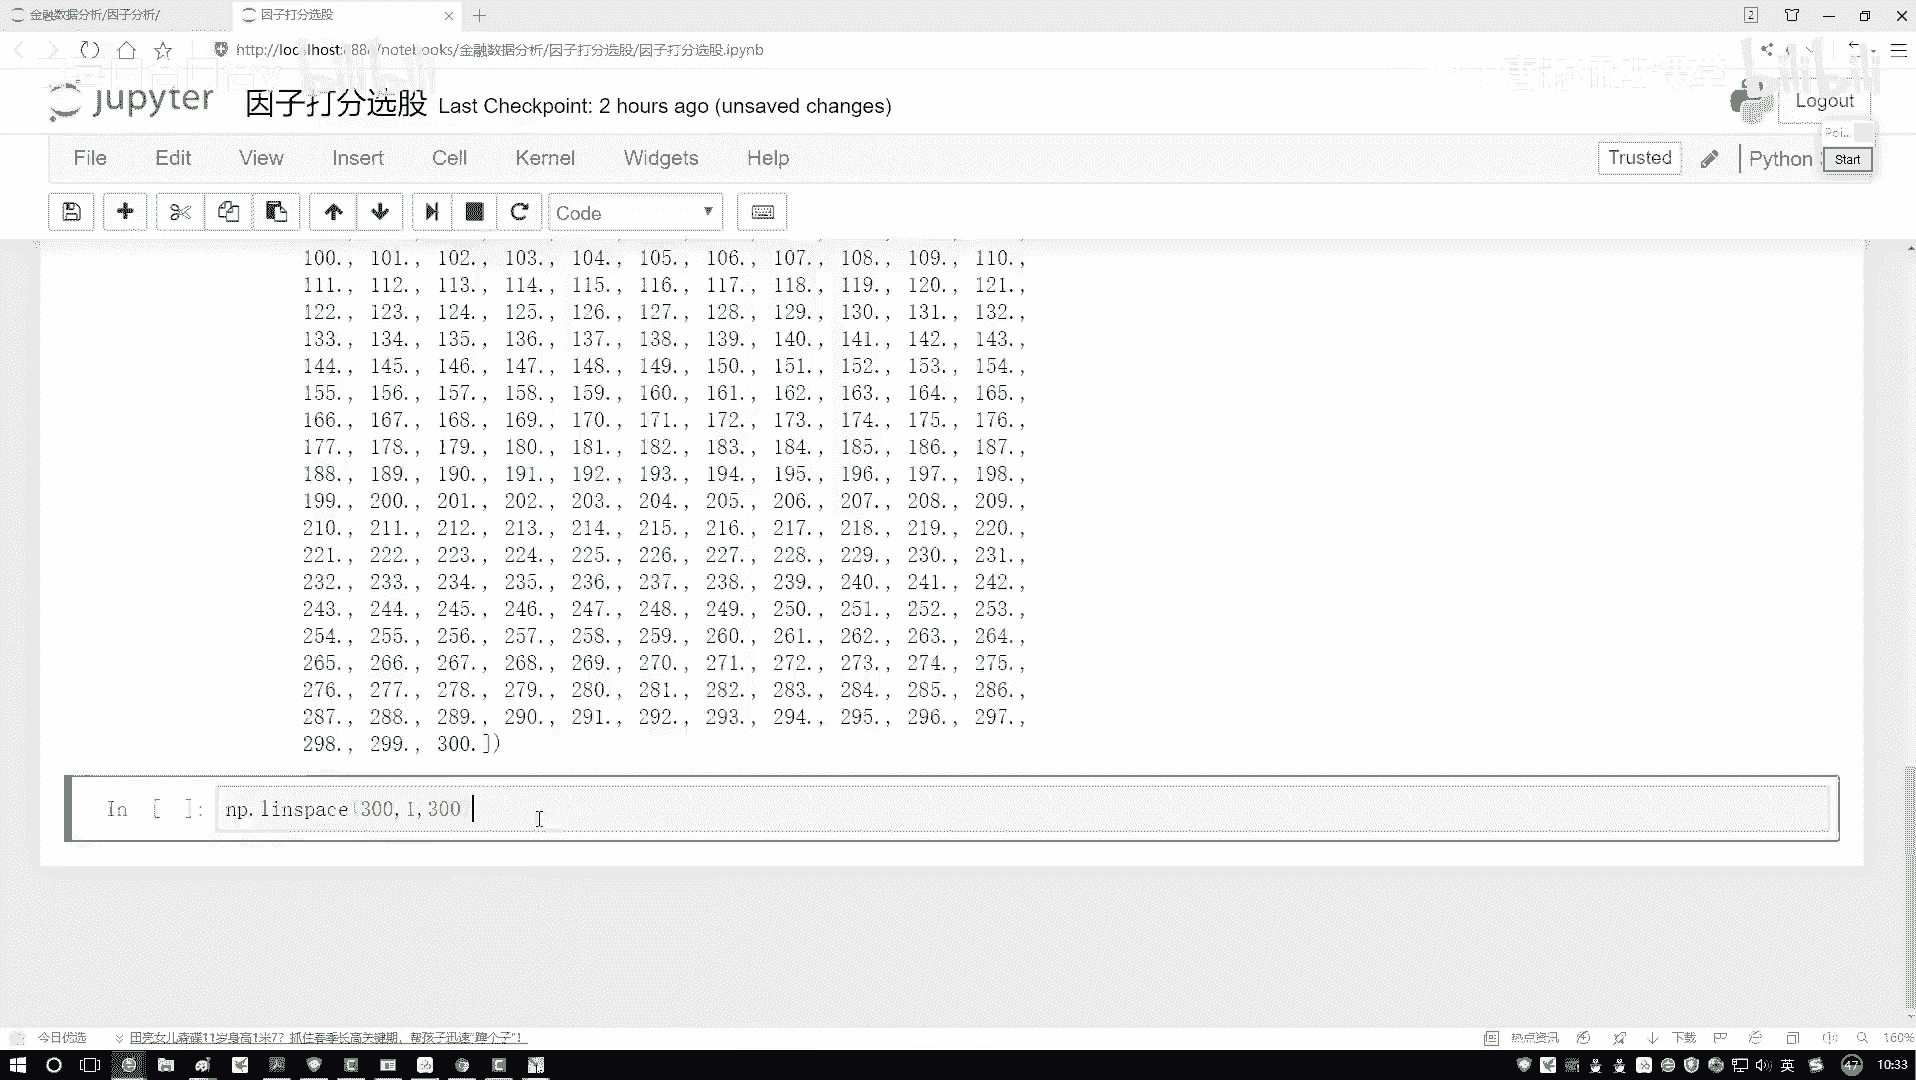 金融数据分析/因子分析/
因子打分选股
2
/notebooks/金融数据分析/因子打分选股/因子打分选股.ipynb
bilibili
bilibili
jupyter 因子打分选股 Last Checkpoint: 2 hours ago (unsaved changes)
Logout
File Edit View Insert Cell Kernel Widgets Help
Trusted
Python
Start
Code
100., 101., 102., 103., 104., 105., 106., 107., 108., 109., 110.,
111., 112., 113., 114., 115., 116., 117., 118., 119., 120., 121.,
122., 123., 124., 125., 126., 127., 128., 129., 130., 131., 132.,
133., 134., 135., 136., 137., 138., 139., 140., 141., 142., 143.,
144., 145., 146., 147., 148., 149., 150., 151., 152., 153., 154.,
155., 156., 157., 158., 159., 160., 161., 162., 163., 164., 165.,
166., 167., 168., 169., 170., 171., 172., 173., 174., 175., 176.,
177., 178., 179., 180., 181., 182., 183., 184., 185., 186., 187.,
188., 189., 190., 191., 192., 193., 194., 195., 196., 197., 198.,
199., 200., 201., 202., 203., 204., 205., 206., 207., 208., 209.,
210., 211., 212., 213., 214., 215., 216., 217., 218., 219., 220.,
221., 222., 223., 224., 225., 226., 227., 228., 229., 230., 231.,
232., 233., 234., 235., 236., 237., 238., 239., 240., 241., 242.,
243., 244., 245., 246., 247., 248., 249., 250., 251., 252., 253.,
254., 255., 256., 257., 258., 259., 260., 261., 262., 263., 264.,
265., 266., 267., 268., 269., 270., 271., 272., 273., 274., 275.,
276., 277., 278., 279., 280., 281., 282., 283., 284., 285., 286.,
287., 288., 289., 290., 291., 292., 293., 294., 295., 296., 297.,
298., 299., 300.])
In [ ]: np.linspace(300,1,300
今日优选
田亮女儿森碟11岁身高1米7? 抓住春季长高关键期，帮孩子迅速“蹿个子”！
热点资讯
下载
160%
英
47
10:33